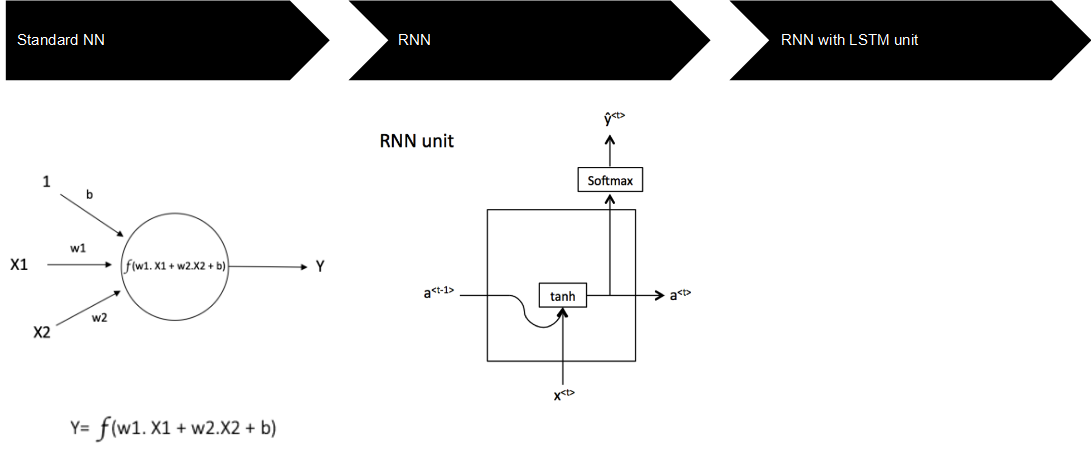 Standard NN
RNN
RNN with LSTM unit
1
b
X1
w1
X2
w2
f(w1. X1 + w2.X2 + b)
Y
Y= f(w1. X1 + w2.X2 + b)
RNN unit
ŷ<t>
Softmax
a<t-1>
tanh
a<t>
x<t>